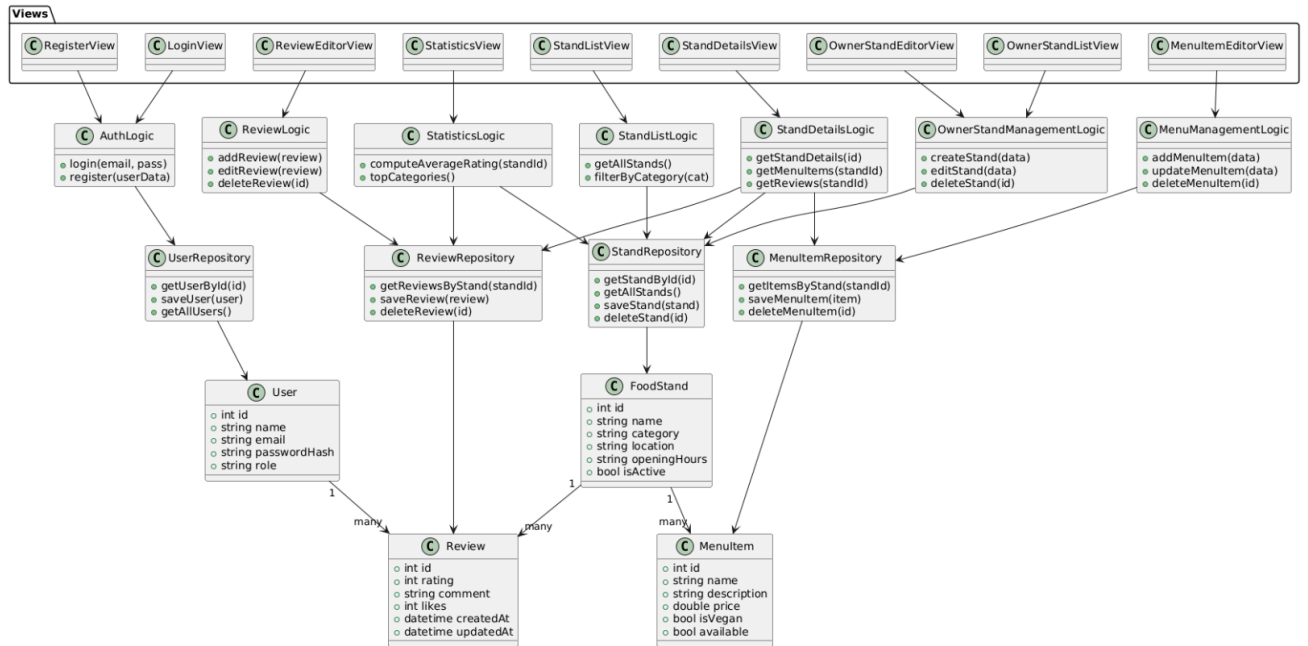 Views
RegisterView
LoginView
ReviewEditorView
StatisticsView
StandListView
StandDetailsView
OwnerStandEditorView
OwnerStandListView
MenuItemEditorView
AuthLogic
login(email, pass)
register(userData)
ReviewLogic
addReview(review)
editReview(review)
deleteReview(id)
StatisticsLogic
computeAverageRating(standId)
topCategories()
StandListLogic
getAllStands()
filterByCategory(cat)
StandDetailsLogic
getStandDetails(id)
getMenuItems(standId)
getReviews(standId)
OwnerStandManagementLogic
createStand(data)
editStand(data)
deleteStand(id)
MenuManagementLogic
addMenuItem(data)
updateMenuItem(data)
deleteMenuItem(id)
UserRepository
getUserById(id)
saveUser(user)
getAllUsers()
ReviewRepository
getReviewsByStand(standId)
saveReview(review)
deleteReview(id)
StandRepository
getStandById(id)
getAllStands()
saveStand(stand)
deleteStand(id)
MenuItemRepository
getItemsByStand(standId)
saveMenuItem(item)
deleteMenuItem(id)
User
int id
string name
string email
string passwordHash
string role
FoodStand
int id
string name
string category
string location
string openingHours
bool isActive
1
many
1
many
1
many
Review
int id
int rating
string comment
int likes
datetime createdAt
datetime updatedAt
MenuItem
int id
string name
string description
double price
bool isVegan
bool available